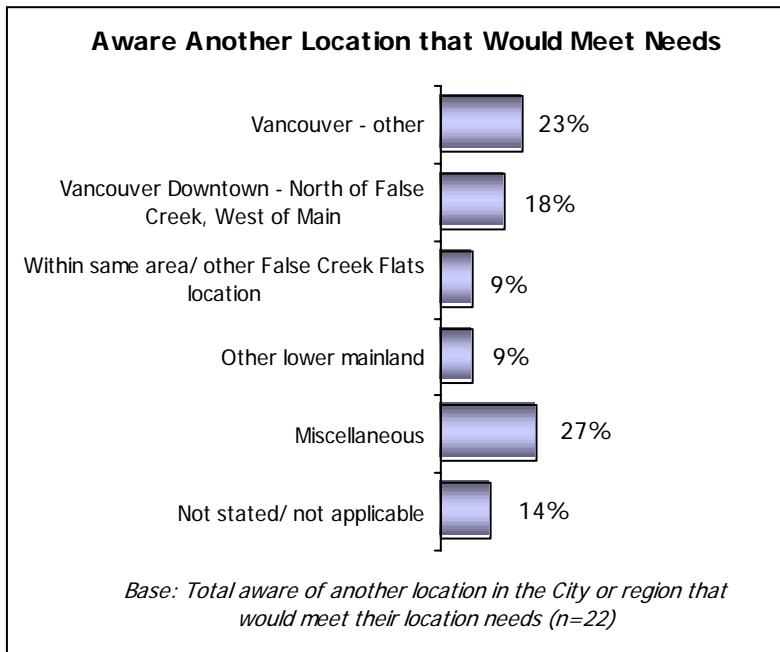 Aware Another Location that Would Meet Needs
Vancouver - other
23%
Vancouver Downtown - North of False
Creek, West of Main
18%
Within same area/ other False Creek Flats
location
9%
Other lower mainland
9%
Miscellaneous
27%
Not stated/ not applicable
14%
Base: Total aware of another location in the City or region that
would meet their location needs (n=22)